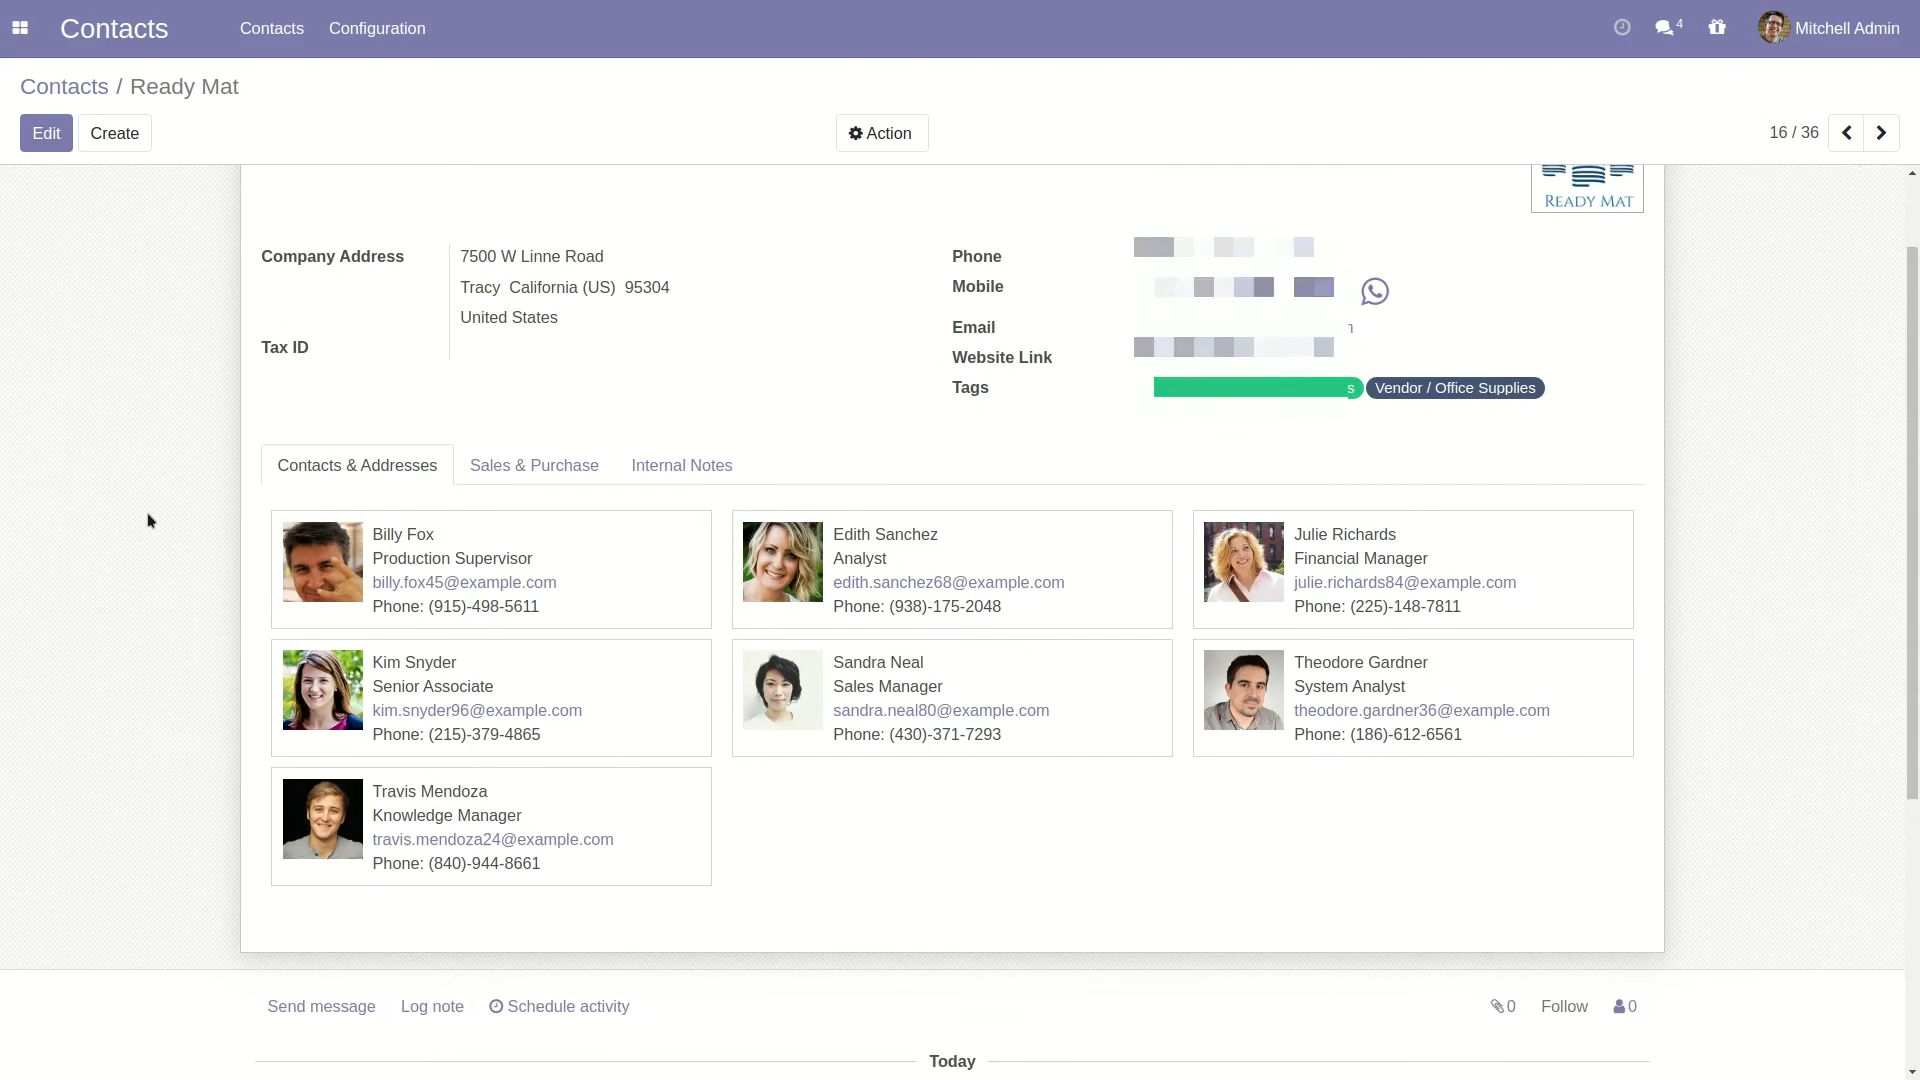 Contacts
Contacts
Configuration
4
Mitchell Admin
Contacts / Ready Mat
Edit
Create
Action
16 / 36
READY MAT
Company Address
7500 W Linne Road
Tracy California (US) 95304
United States
Tax ID
Phone
Mobile
Email
Website Link
Tags
Vendor / Office Supplies
Contacts & Addresses
Sales & Purchase
Internal Notes
Billy Fox
Production Supervisor
billy.fox45@example.com
Phone: (915)-498-5611
Edith Sanchez
Analyst
edith.sanchez68@example.com
Phone: (938)-175-2048
Julie Richards
Financial Manager
julie.richards84@example.com
Phone: (225)-148-7811
Kim Snyder
Senior Associate
kim.snyder96@example.com
Phone: (215)-379-4865
Sandra Neal
Sales Manager
sandra.neal80@example.com
Phone: (430)-371-7293
Theodore Gardner
System Analyst
theodore.gardner36@example.com
Phone: (186)-612-6561
Travis Mendoza
Knowledge Manager
travis.mendoza24@example.com
Phone: (840)-944-8661
Send message
Log note
Schedule activity
0
Follow
0
Today